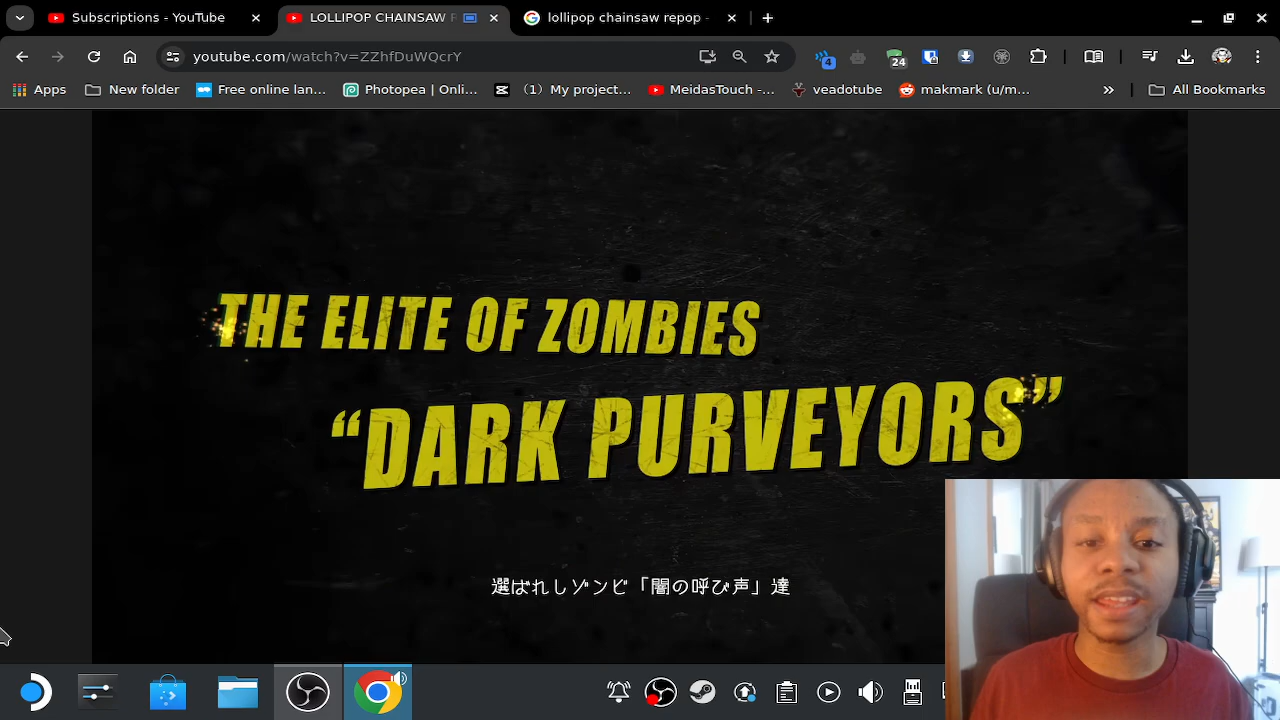 Subscriptions - YouTube
LOLLIPOP CHAINSAW R
lollipop chainsaw repop -
youtube.com/watch?v=ZZhfDuWQcrY
4
24
Apps
New folder
Free online lan...
Photopea | Onli...
(1) My project...
MeidasTouch -...
veadotube
makmark (u/m...
»
All Bookmarks
THE ELITE OF ZOMBIES
“DARK PURVEYORS”
選ばれしゾンビ「闇の呼び声」達